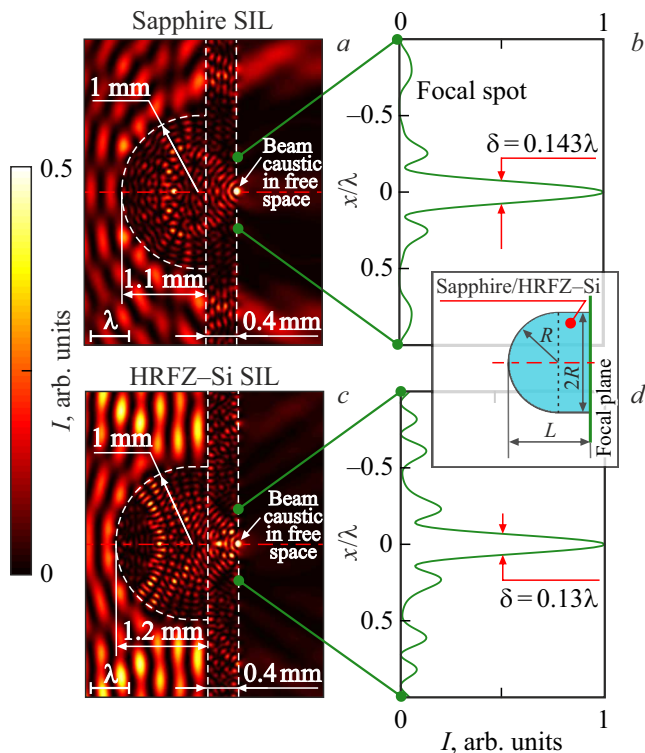 Sapphire SIL
a
1 mm
Beam
caustic
in free
space
1.1 mm
λ
0.4 mm
0.5
0
I, arb. units
0
1
b
Focal spot
−0.5
0
0.5
x/λ
δ = 0.143λ
Sapphire/HRFZ–Si
R
2R
L
Focal plane
HRFZ–Si SIL
c
1 mm
Beam
caustic
in free
space
1.2 mm
λ
0.4 mm
d
−0.5
0
0.5
x/λ
δ = 0.13λ
0
1
I, arb. units